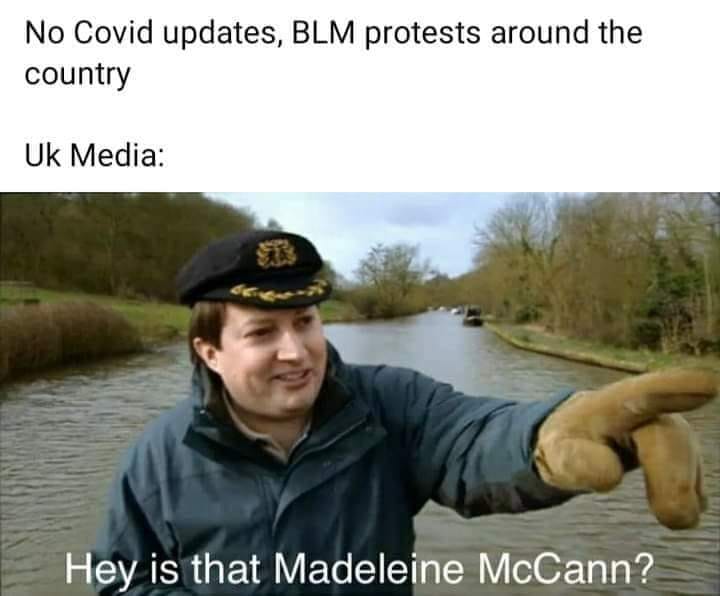 No Covid updates, BLM protests around the
country
Uk Media:
Hey is that Madeleine McCann?